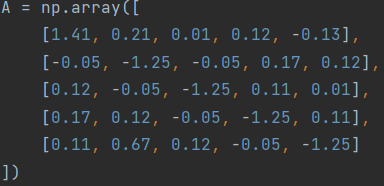 A = np.array([
[1.41, 0.21, 0.01, 0.12, -0.13],
[-0.05, -1.25, -0.05, 0.17, 0.12],
[0.12, -0.05, -1.25, 0.11, 0.01],
[0.17, 0.12, -0.05, -1.25, 0.11],
[0.11, 0.67, 0.12, -0.05, -1.25]
])